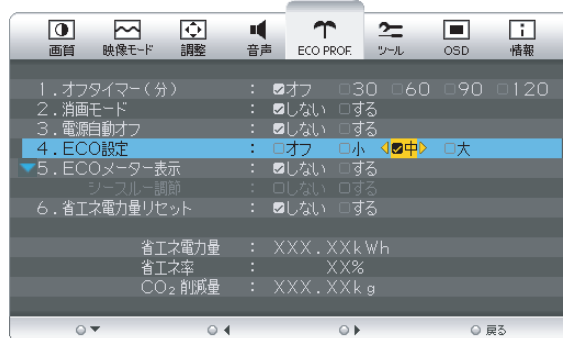 画質 映像モード 調整 音声 ECO PROF. ツール OSD 情報
1.オフタイマー(分) : ☑オフ □30 □60 □90 □120
2.消画モード : ☑しない □する
3.電源自動オフ : ☑しない □する
4.ECO設定 : □オフ □小 ☑中 □大
5.ECOメーター表示 : ☑しない □する
シースルー調節 : □しない □する
6.省エネ電力量リセット : ☑しない □する
省エネ電力量 : XXX.XXkWh
省エネ率 : XX%
CO₂削減量 : XXX.XXkg
戻る